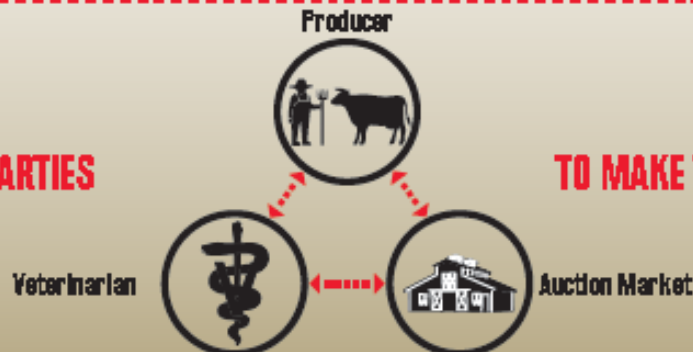 Producer
ARTIES
TO MAKE
Veterinarian
Auction Market